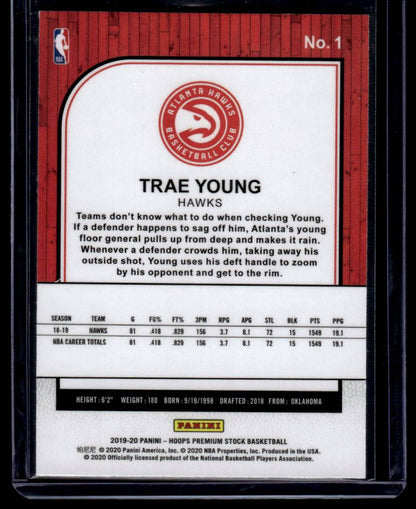 No. 1
ATLANTA HAWKS
BASKETBALL CLUB
TRAE YOUNG
HAWKS
Teams don't know what to do when checking Young.
If a defender happens to sag off him, Atlanta's young
floor general pulls up from deep and makes it rain.
Whenever a defender crowds him, taking away his
outside shot, Young uses his deft handle to zoom
by his opponent and get to the rim.
SEASON TEAM G FG% FT% 3PM RPG APG STL BLK PTS PPG
18-19 HAWKS 81 .418 .829 156 3.7 8.1 72 15 1549 19.1
NBA CAREER TOTALS 81 .418 .829 156 3.7 8.1 72 15 1549 19.1
HEIGHT: 6'2" WEIGHT: 180 BORN: 9/19/1998 DRAFTED: 2018 FROM: OKLAHOMA
PANINI
2019-20 PANINI – HOOPS PREMIUM STOCK BASKETBALL
帕尼尼 © 2020 Panini America, Inc. © 2020 NBA Properties, Inc. Produced in the USA.
© 2020 Officially licensed product of the National Basketball Players Association.